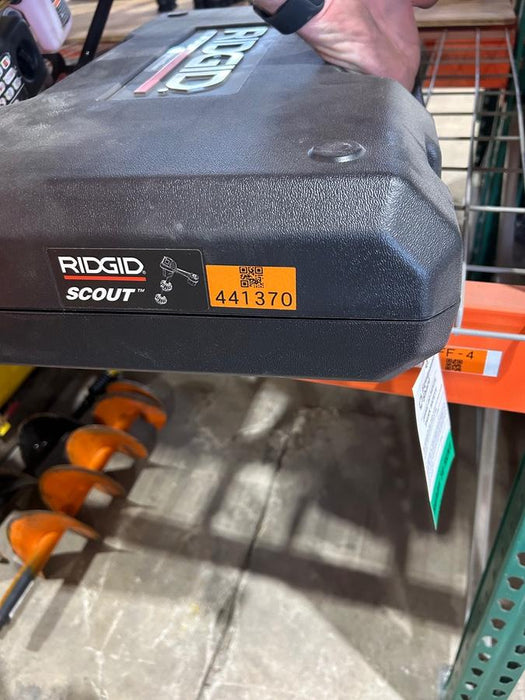 RIDGID
RIDGID
SCOUT™
441370
F-4